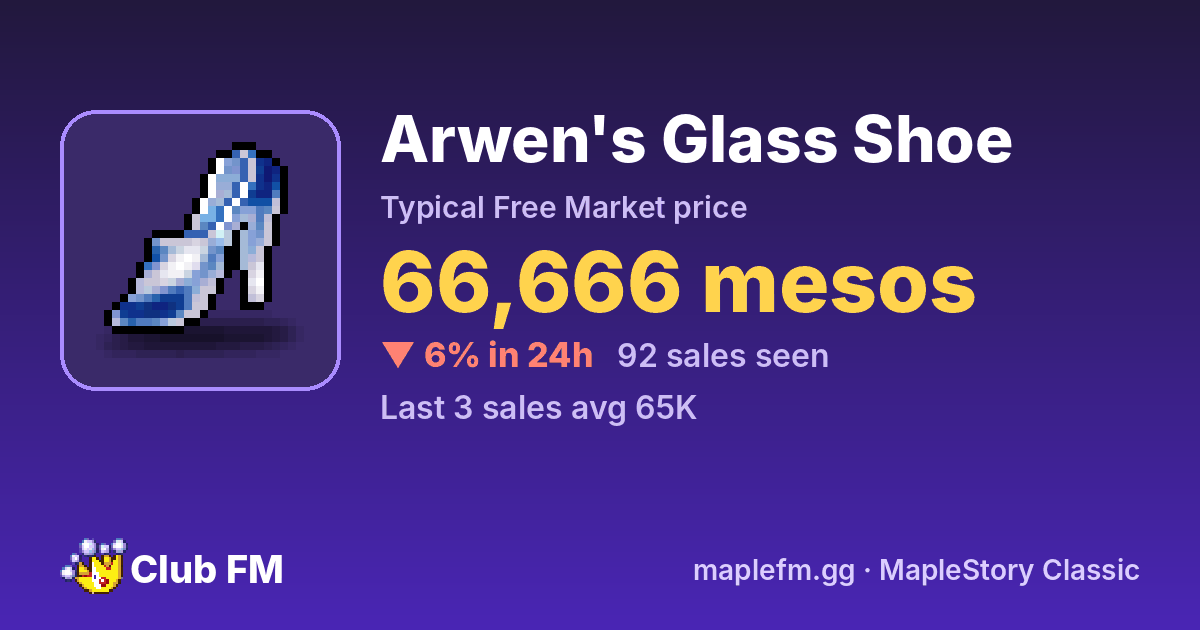 Arwen's Glass Shoe
Typical Free Market price
66,666 mesos
▼ 6% in 24h 92 sales seen
Last 3 sales avg 65K
Club FM
maplefm.gg · MapleStory Classic